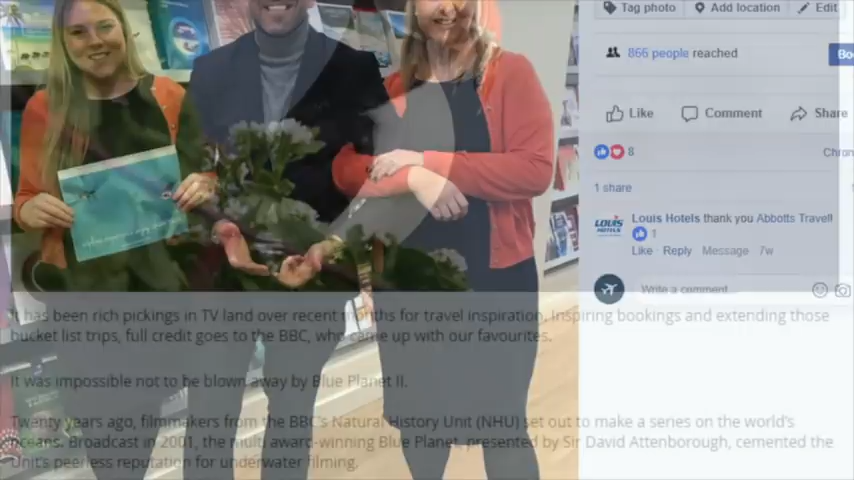 Tag photo Add location Edit
866 people reached
Like Comment Share
8
1 share
LOUIS HOTELS
Louis Hotels thank you Abbotts Travel!
1
Like · Reply · Message · 7w
Write a comment...
It has been rich pickings in TV land over recent months for travel inspiration. Inspiring bookings and extending those
bucket list trips, full credit goes to the BBC, who came up with our favourites.
It was impossible not to be blown away by Blue Planet II.
Twenty years ago, filmmakers from the BBC's Natural History Unit (NHU) set out to make a series on the world's
oceans. Broadcast in 2001, the multi award-winning Blue Planet, presented by Sir David Attenborough, cemented the
unit's peerless reputation for underwater filming.